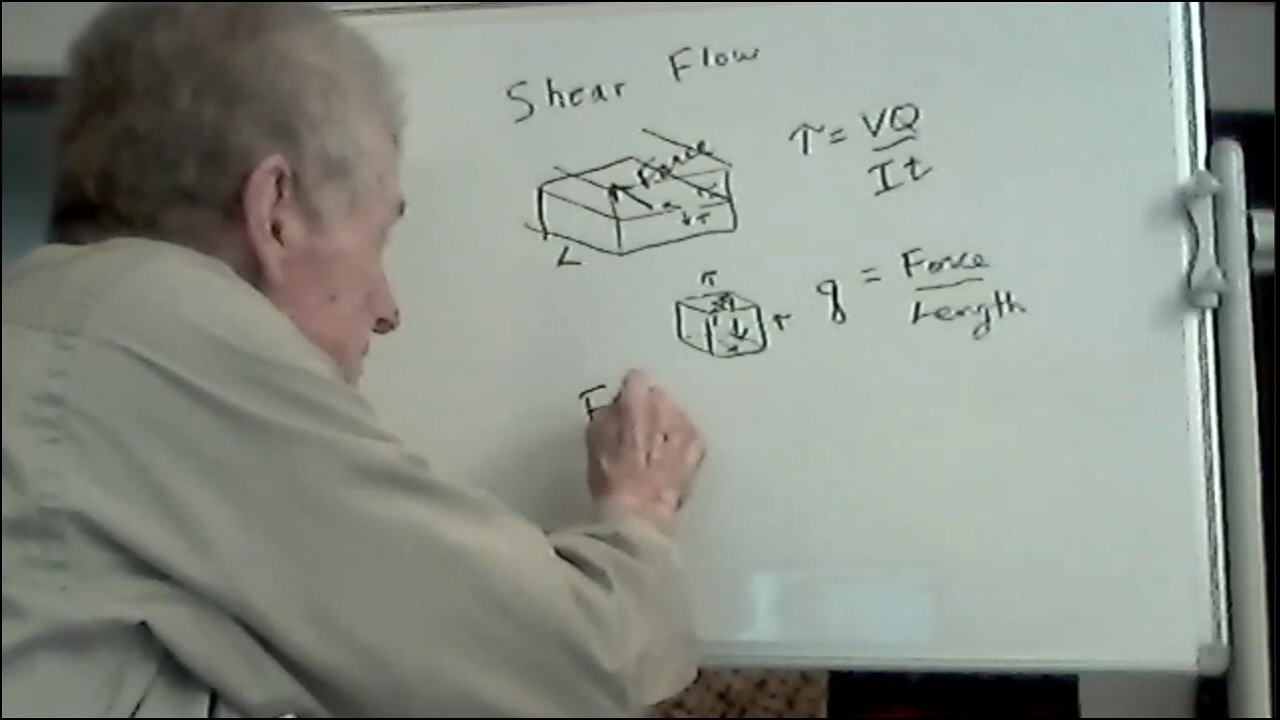 Shear Flow
Force
τ = VQ
It
τ
L
τ
τ
q = Force
Length
F